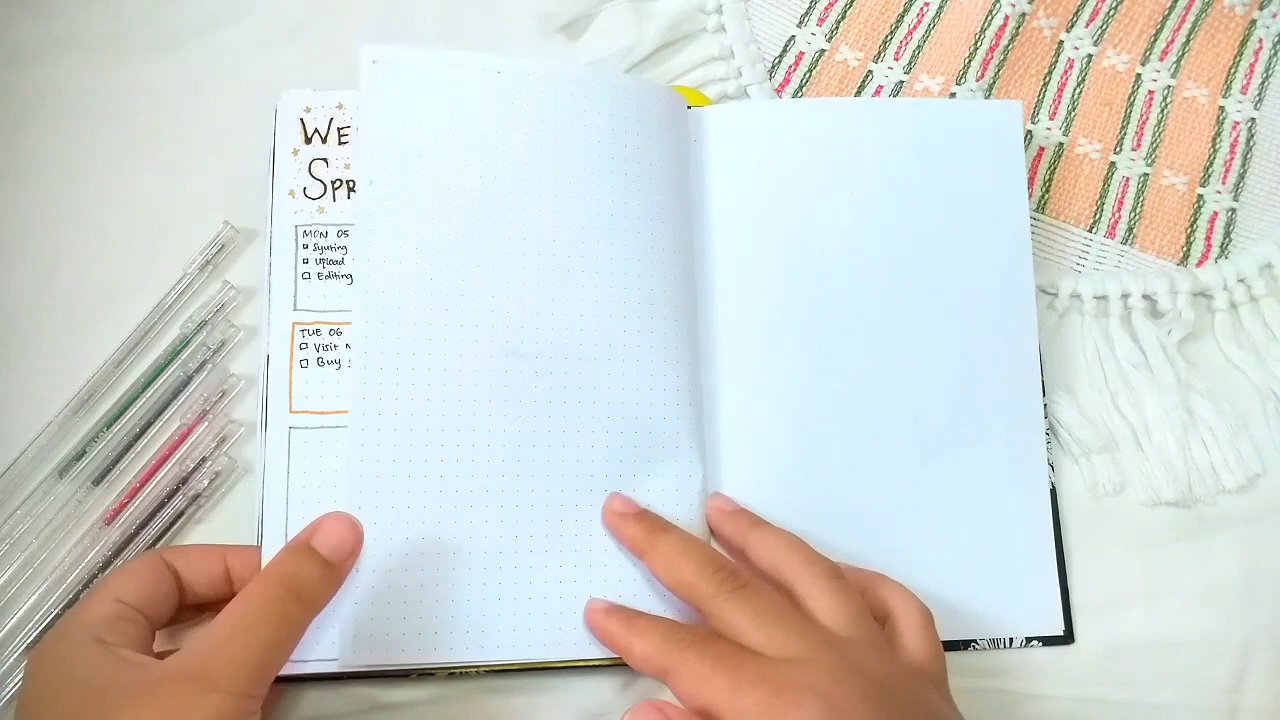 WE
SPR
MON 05
Syuting
Upload
Editing
TUE 06
Visit
Buy